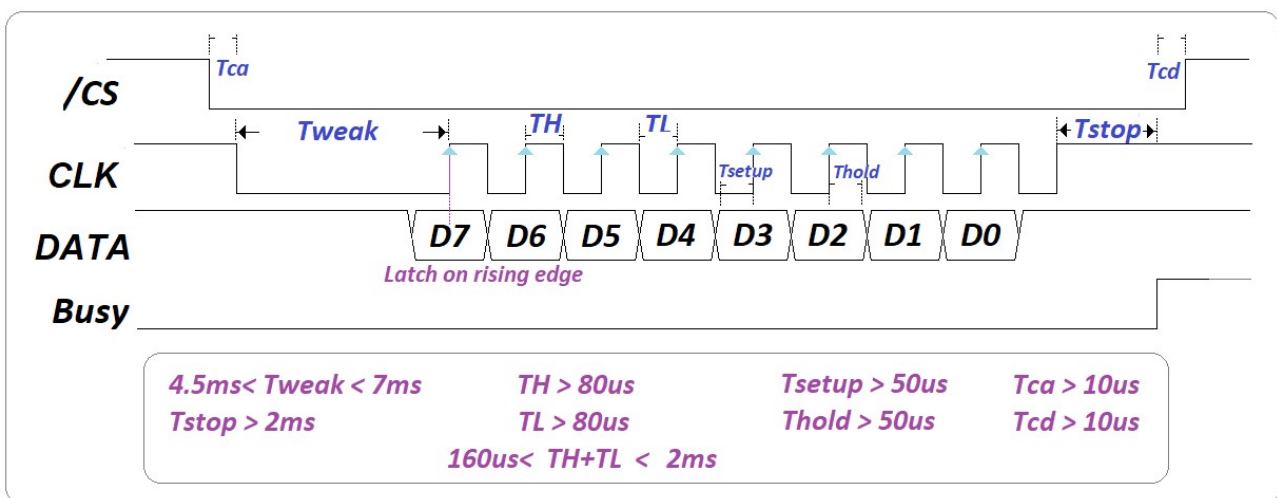 Tca
Tcd
/CS
Tweak
TH
TL
Tstop
CLK
Tsetup
Thold
DATA
D7 D6 D5 D4 D3 D2 D1 D0
Latch on rising edge
Busy
4.5ms< Tweak < 7ms TH > 80us Tsetup > 50us Tca > 10us
Tstop > 2ms TL > 80us Thold > 50us Tcd > 10us
160us< TH+TL < 2ms